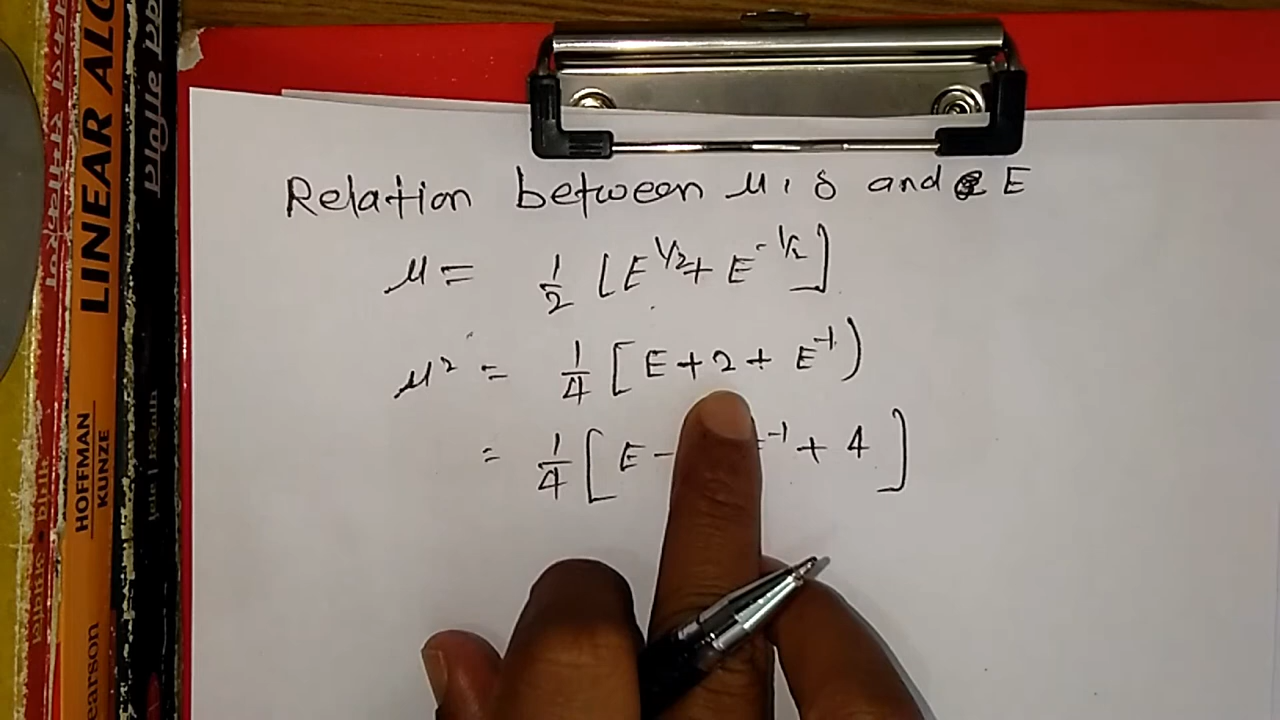 Relation between μ, δ and E
μ = 1/2 [E^1/2 + E^-1/2]
μ² = 1/4 [E + 2 + E^-1)
= 1/4 [E - ^-1 + 4]
LINEAR ALG
HOFFMAN
KUNZE
earson